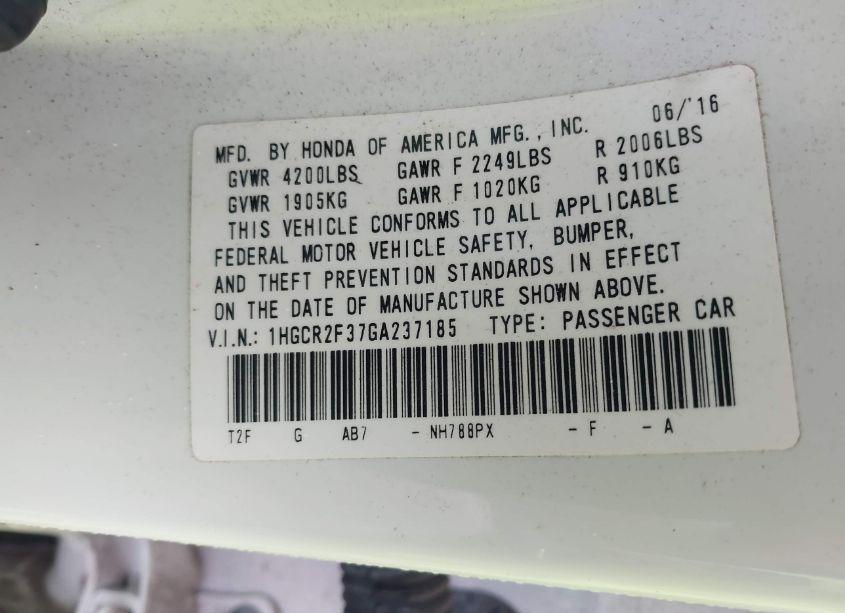 MFD. BY HONDA OF AMERICA MFG., INC. 06/'16
GVWR 4200LBS GAWR F 2249LBS R 2006LBS
GVWR 1905KG GAWR F 1020KG R 910KG
THIS VEHICLE CONFORMS TO ALL APPLICABLE
FEDERAL MOTOR VEHICLE SAFETY, BUMPER,
AND THEFT PREVENTION STANDARDS IN EFFECT
ON THE DATE OF MANUFACTURE SHOWN ABOVE.
V.I.N.: 1HGCR2F37GA237185 TYPE: PASSENGER CAR
T2F G AB7 - NH788PX - F - A